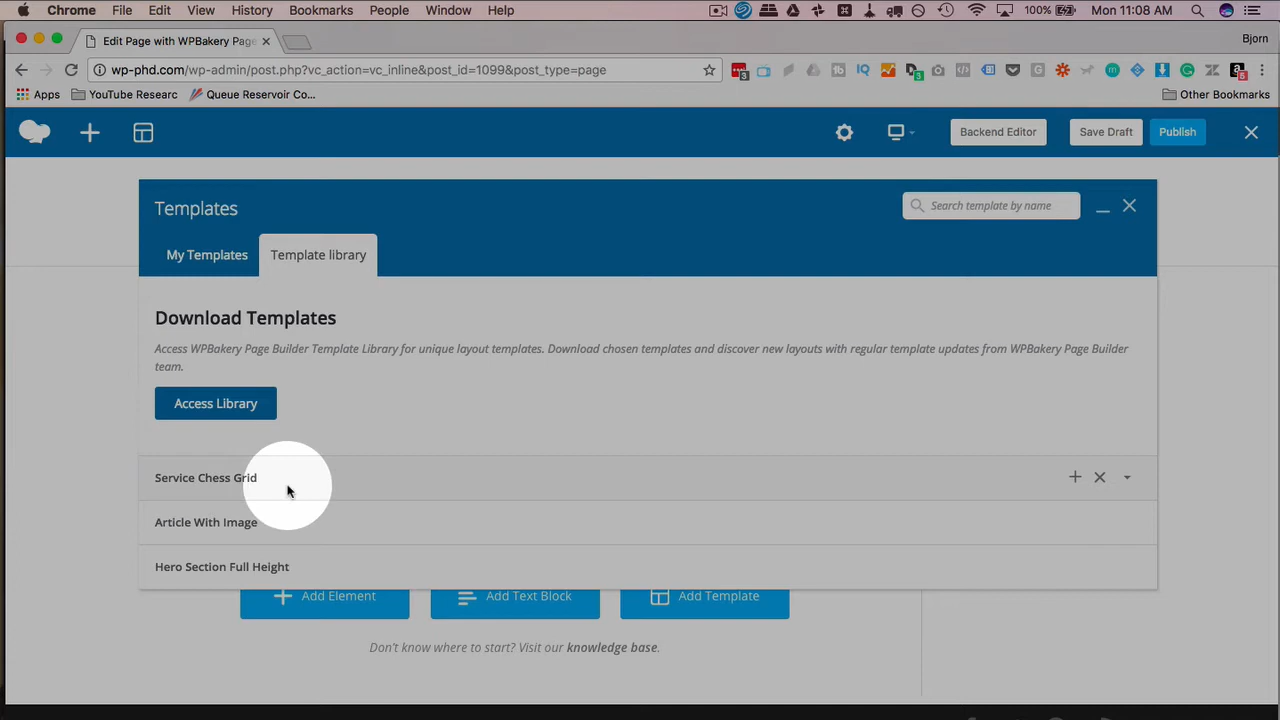 Chrome File Edit View History Bookmarks People Window Help 100% Mon 11:08 AM
Edit Page with WPBakery Page Bjorn
wp-phd.com/wp-admin/post.php?vc_action=vc_inline&post_id=1099&post_type=page
Apps YouTube Researc Queue Reservoir Co... Other Bookmarks
Backend Editor Save Draft Publish
Templates Search template by name
My Templates Template library
Download Templates
Access WPBakery Page Builder Template Library for unique layout templates. Download chosen templates and discover new layouts with regular template updates from WPBakery Page Builder
team.
Access Library
Service Chess Grid
Article With Image
Hero Section Full Height
Add Element Add Text Block Add Template
Don't know where to start? Visit our knowledge base.